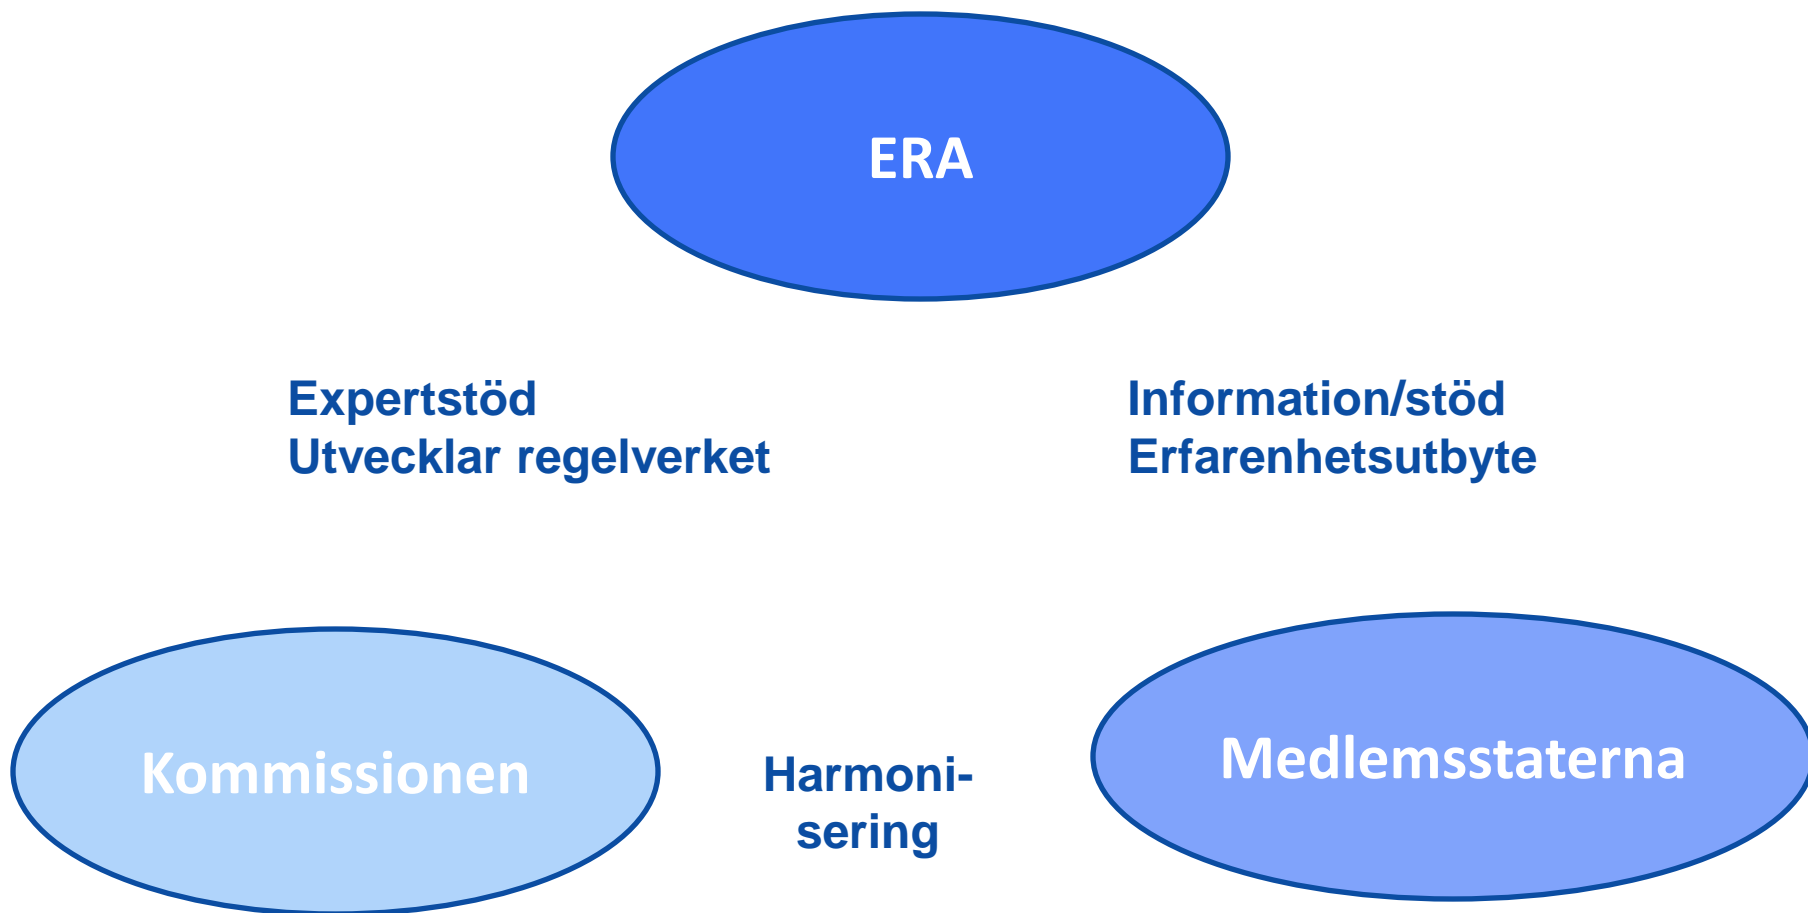 ERA
Expertstöd
Utvecklar regelverket
Information/stöd
Erfarenhetsutbyte
Kommissionen
Harmoni-
sering
Medlemsstaterna